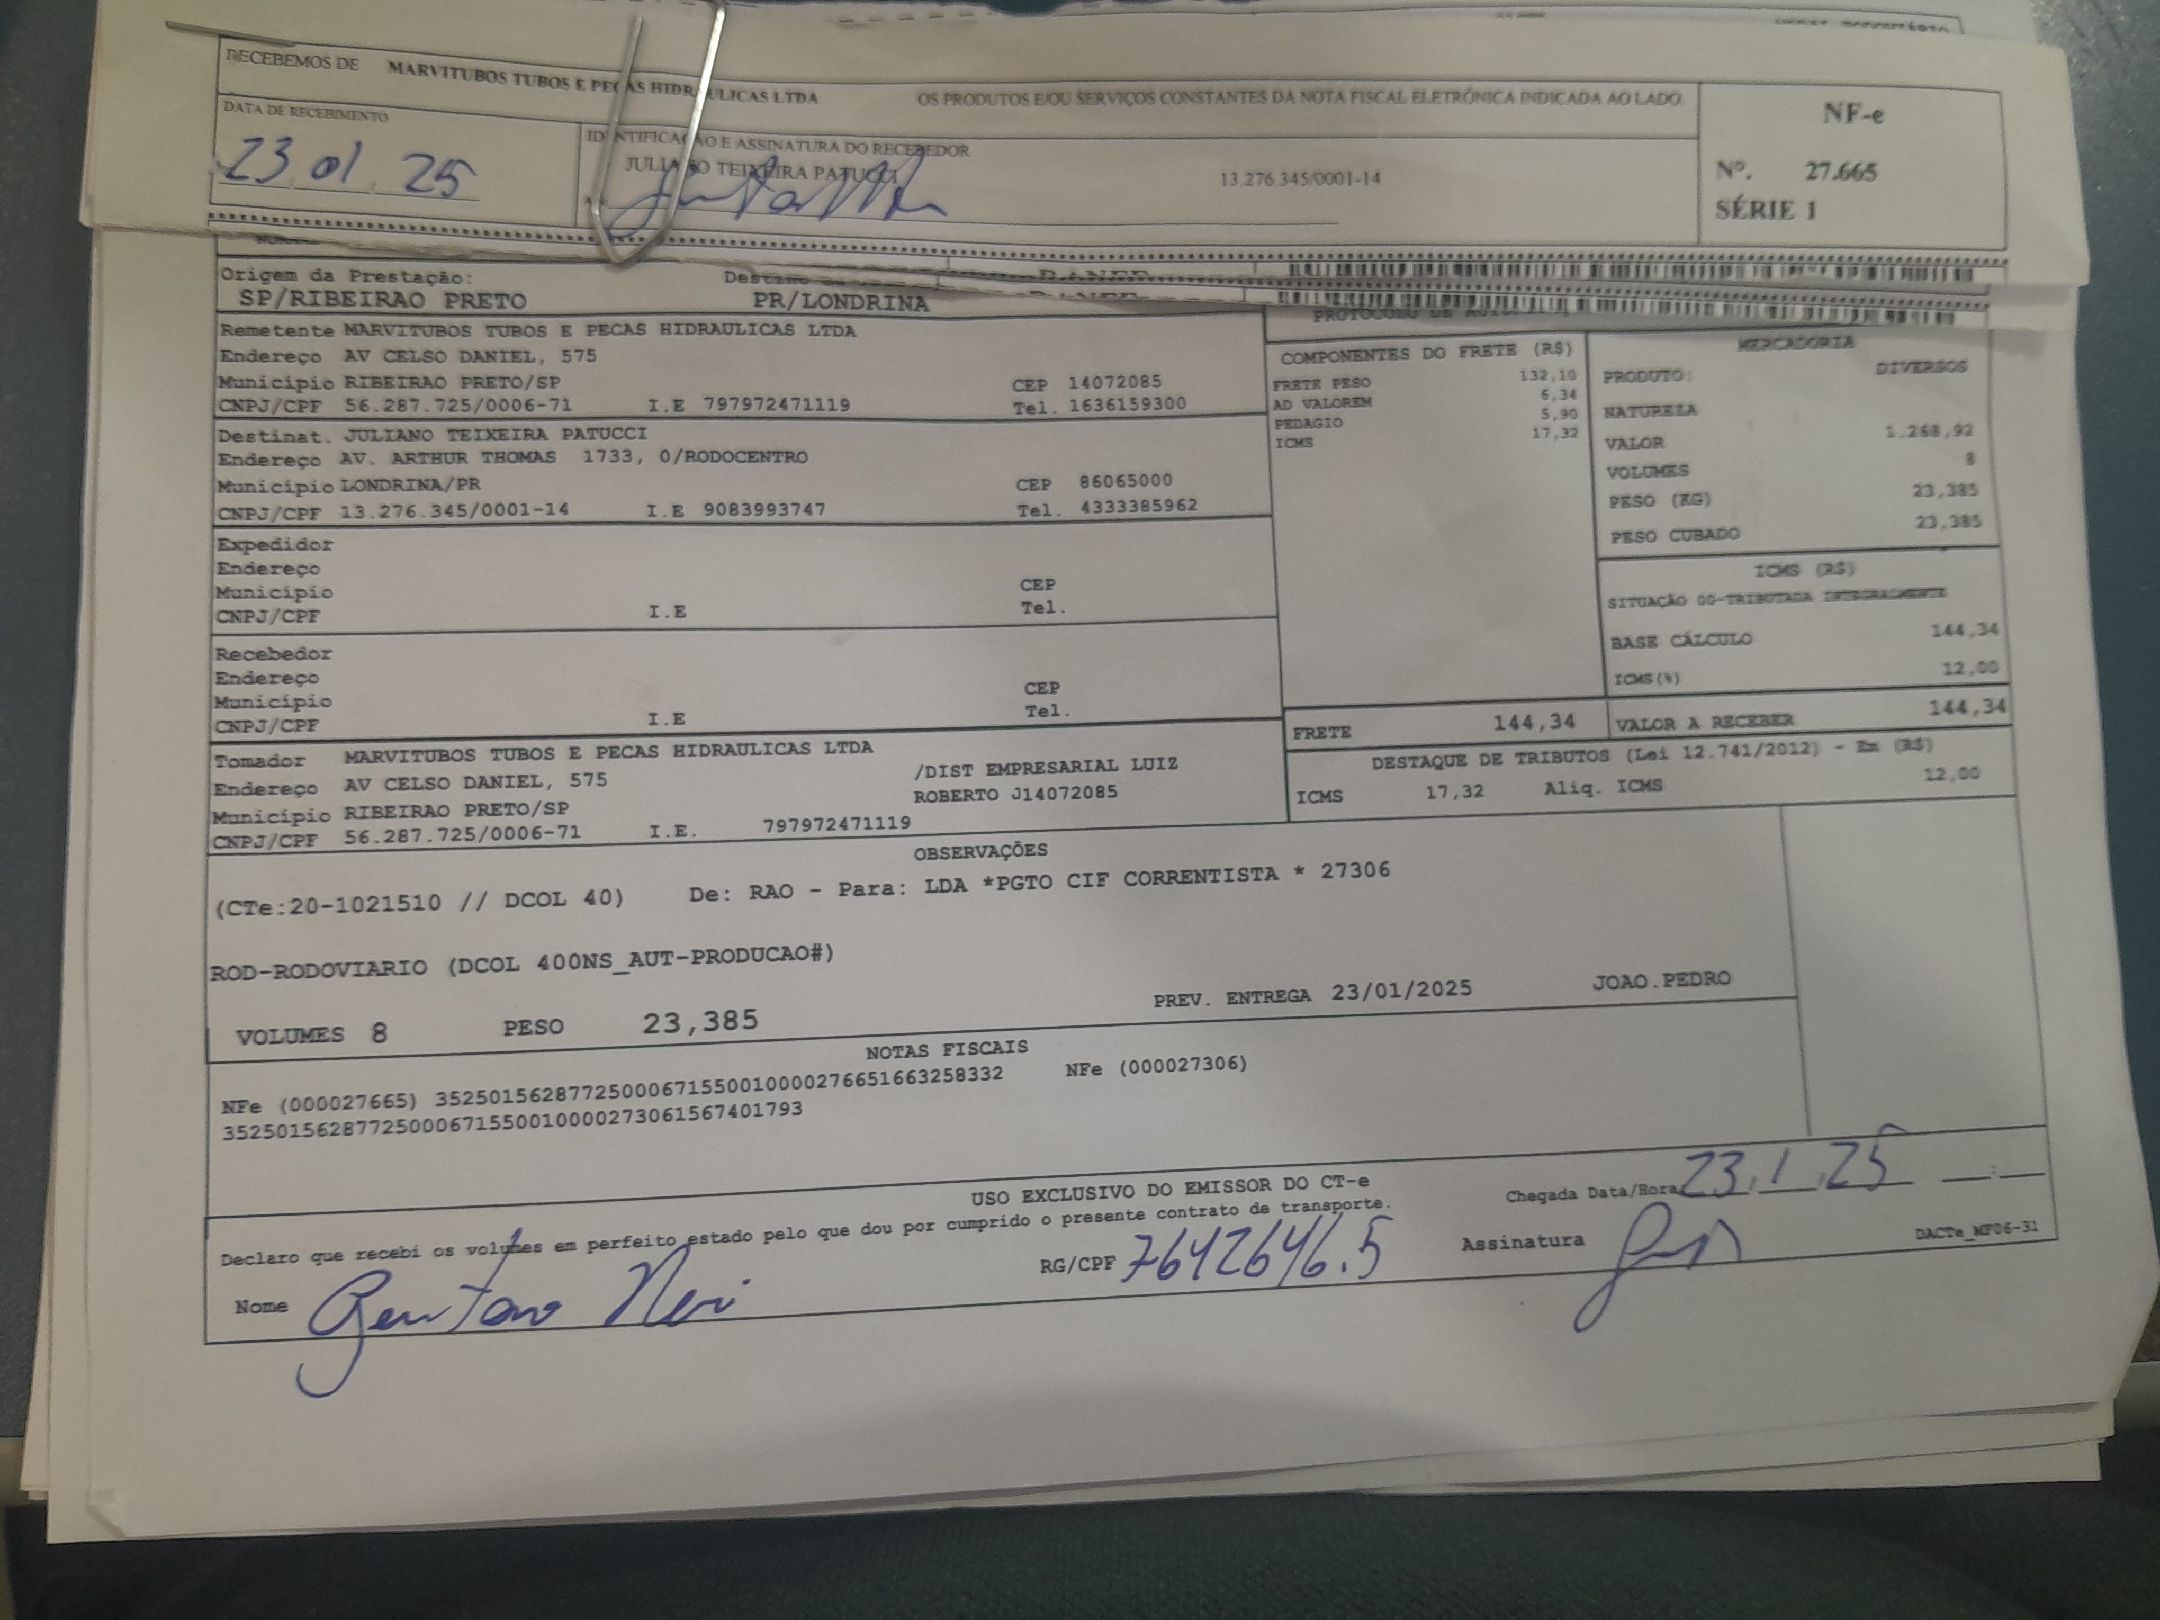 RECEBEMOS DE MARVITUBOS TUBOS E PEÇAS HIDRAULICAS LTDA OS PRODUTOS E/OU SERVIÇOS CONSTANTES DA NOTA FISCAL ELETRÔNICA INDICADA AO LADO
NF-e
Nº. 27.665
SÉRIE 1
DATA DE RECEBIMENTO
23 01 25
IDENTIFICAÇÃO E ASSINATURA DO RECEBEDOR
JULIANO TEIXEIRA PATUCCI 13.276.345/0001-14
Origem da Prestação:
SP/RIBEIRAO PRETO
PR/LONDRINA
Remetente MARVITUBOS TUBOS E PECAS HIDRAULICAS LTDA
Endereço AV CELSO DANIEL, 575
Município RIBEIRAO PRETO/SP CEP 14072085
CNPJ/CPF 56.287.725/0006-71 I.E 797972471119 Tel. 1636159300
Destinat. JULIANO TEIXEIRA PATUCCI
Endereço AV. ARTHUR THOMAS 1733, 0/RODOCENTRO
Município LONDRINA/PR CEP 86065000
CNPJ/CPF 13.276.345/0001-14 I.E 9083993747 Tel. 4333385962
Expedidor
Endereço
Município CEP
CNPJ/CPF I.E Tel.
Recebedor
Endereço
Município CEP
CNPJ/CPF I.E Tel.
Tomador MARVITUBOS TUBOS E PECAS HIDRAULICAS LTDA
Endereço AV CELSO DANIEL, 575 /DIST EMPRESARIAL LUIZ
Município RIBEIRAO PRETO/SP ROBERTO J14072085
CNPJ/CPF 56.287.725/0006-71 I.E. 797972471119
COMPONENTES DO FRETE (R$)
FRETE PESO 132,10
AD VALOREM 6,34
PEDAGIO 5,90
ICMS 17,32
MERCADORIA
PRODUTO: DIVERSOS
NATUREZA
VALOR 1.268,92
VOLUMES 8
PESO (KG) 23,385
PESO CUBADO 23,385
ICMS (R$)
SITUAÇÃO 00-TRIBUTADA INTEGRALMENTE
BASE CÁLCULO 144,34
ICMS(%) 12,00
FRETE 144,34 VALOR A RECEBER 144,34
DESTAQUE DE TRIBUTOS (Lei 12.741/2012) - Em (R$)
ICMS 17,32 Aliq. ICMS 12,00
OBSERVAÇÕES
(CTe:20-1021510 // DCOL 40) De: RAO - Para: LDA *PGTO CIF CORRENTISTA * 27306
ROD-RODOVIARIO (DCOL 400NS_AUT-PRODUCAO#)
PREV. ENTREGA 23/01/2025 JOAO.PEDRO
VOLUMES 8 PESO 23,385
NOTAS FISCAIS
NFe (000027665) 35250156287725000671550010000276651663258332 NFe (000027306)
35250156287725000671550010000273061567401793
USO EXCLUSIVO DO EMISSOR DO CT-e
Declaro que recebi os volumes em perfeito estado pelo que dou por cumprido o presente contrato de transporte.
Chegada Data/Hora 23 1 25 __:__
Nome RG/CPF 7642646.5 Assinatura
DACTe_MF06-31